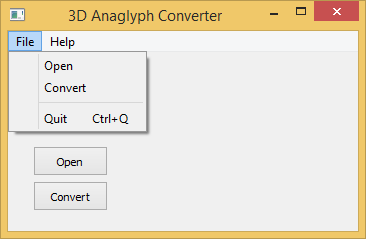 3D Anaglyph Converter
File Help
Open
Convert
Quit Ctrl+Q
Open
Convert